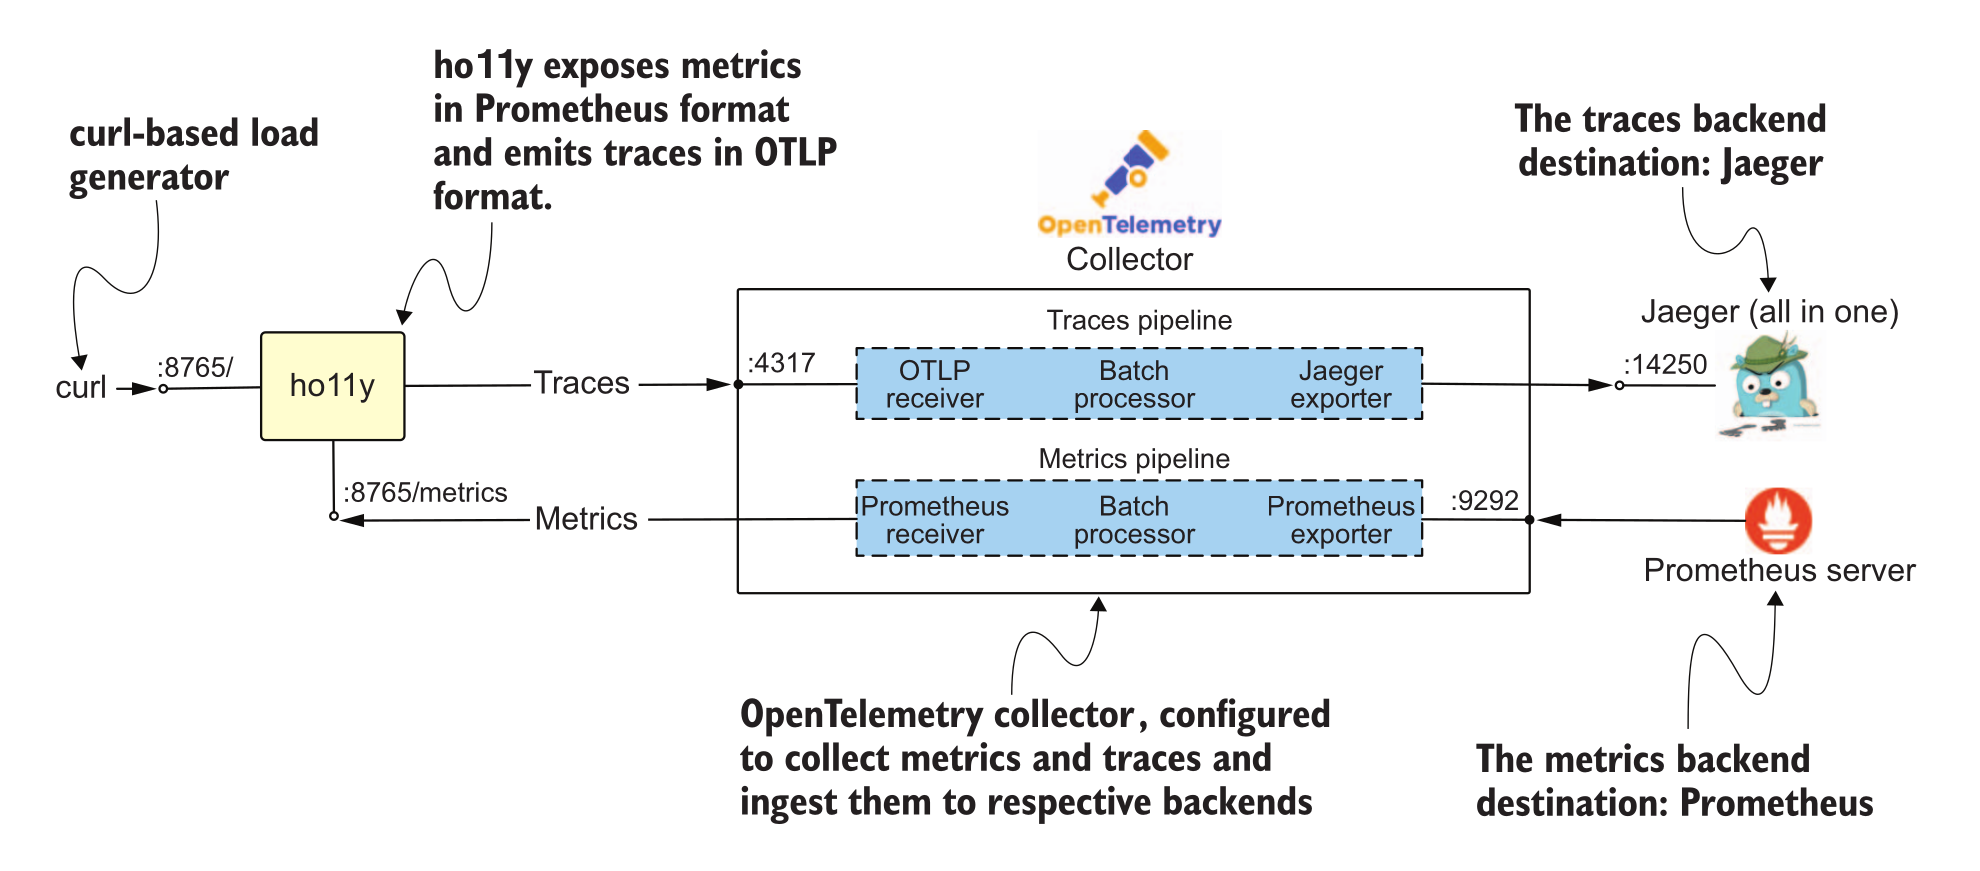 ho11y exposes metrics
in Prometheus format
and emits traces in OTLP
format.
curl-based load
generator
The traces backend
destination: Jaeger
OpenTelemetry
Collector
Jaeger (all in one)
Traces pipeline
curl
:8765/
ho11y
Traces
:4317
OTLP
receiver
Batch
processor
Jaeger
exporter
:14250
Metrics pipeline
:8765/metrics
Metrics
Prometheus
receiver
Batch
processor
Prometheus
exporter
:9292
Prometheus server
OpenTelemetry collector, configured
to collect metrics and traces and
ingest them to respective backends
The metrics backend
destination: Prometheus